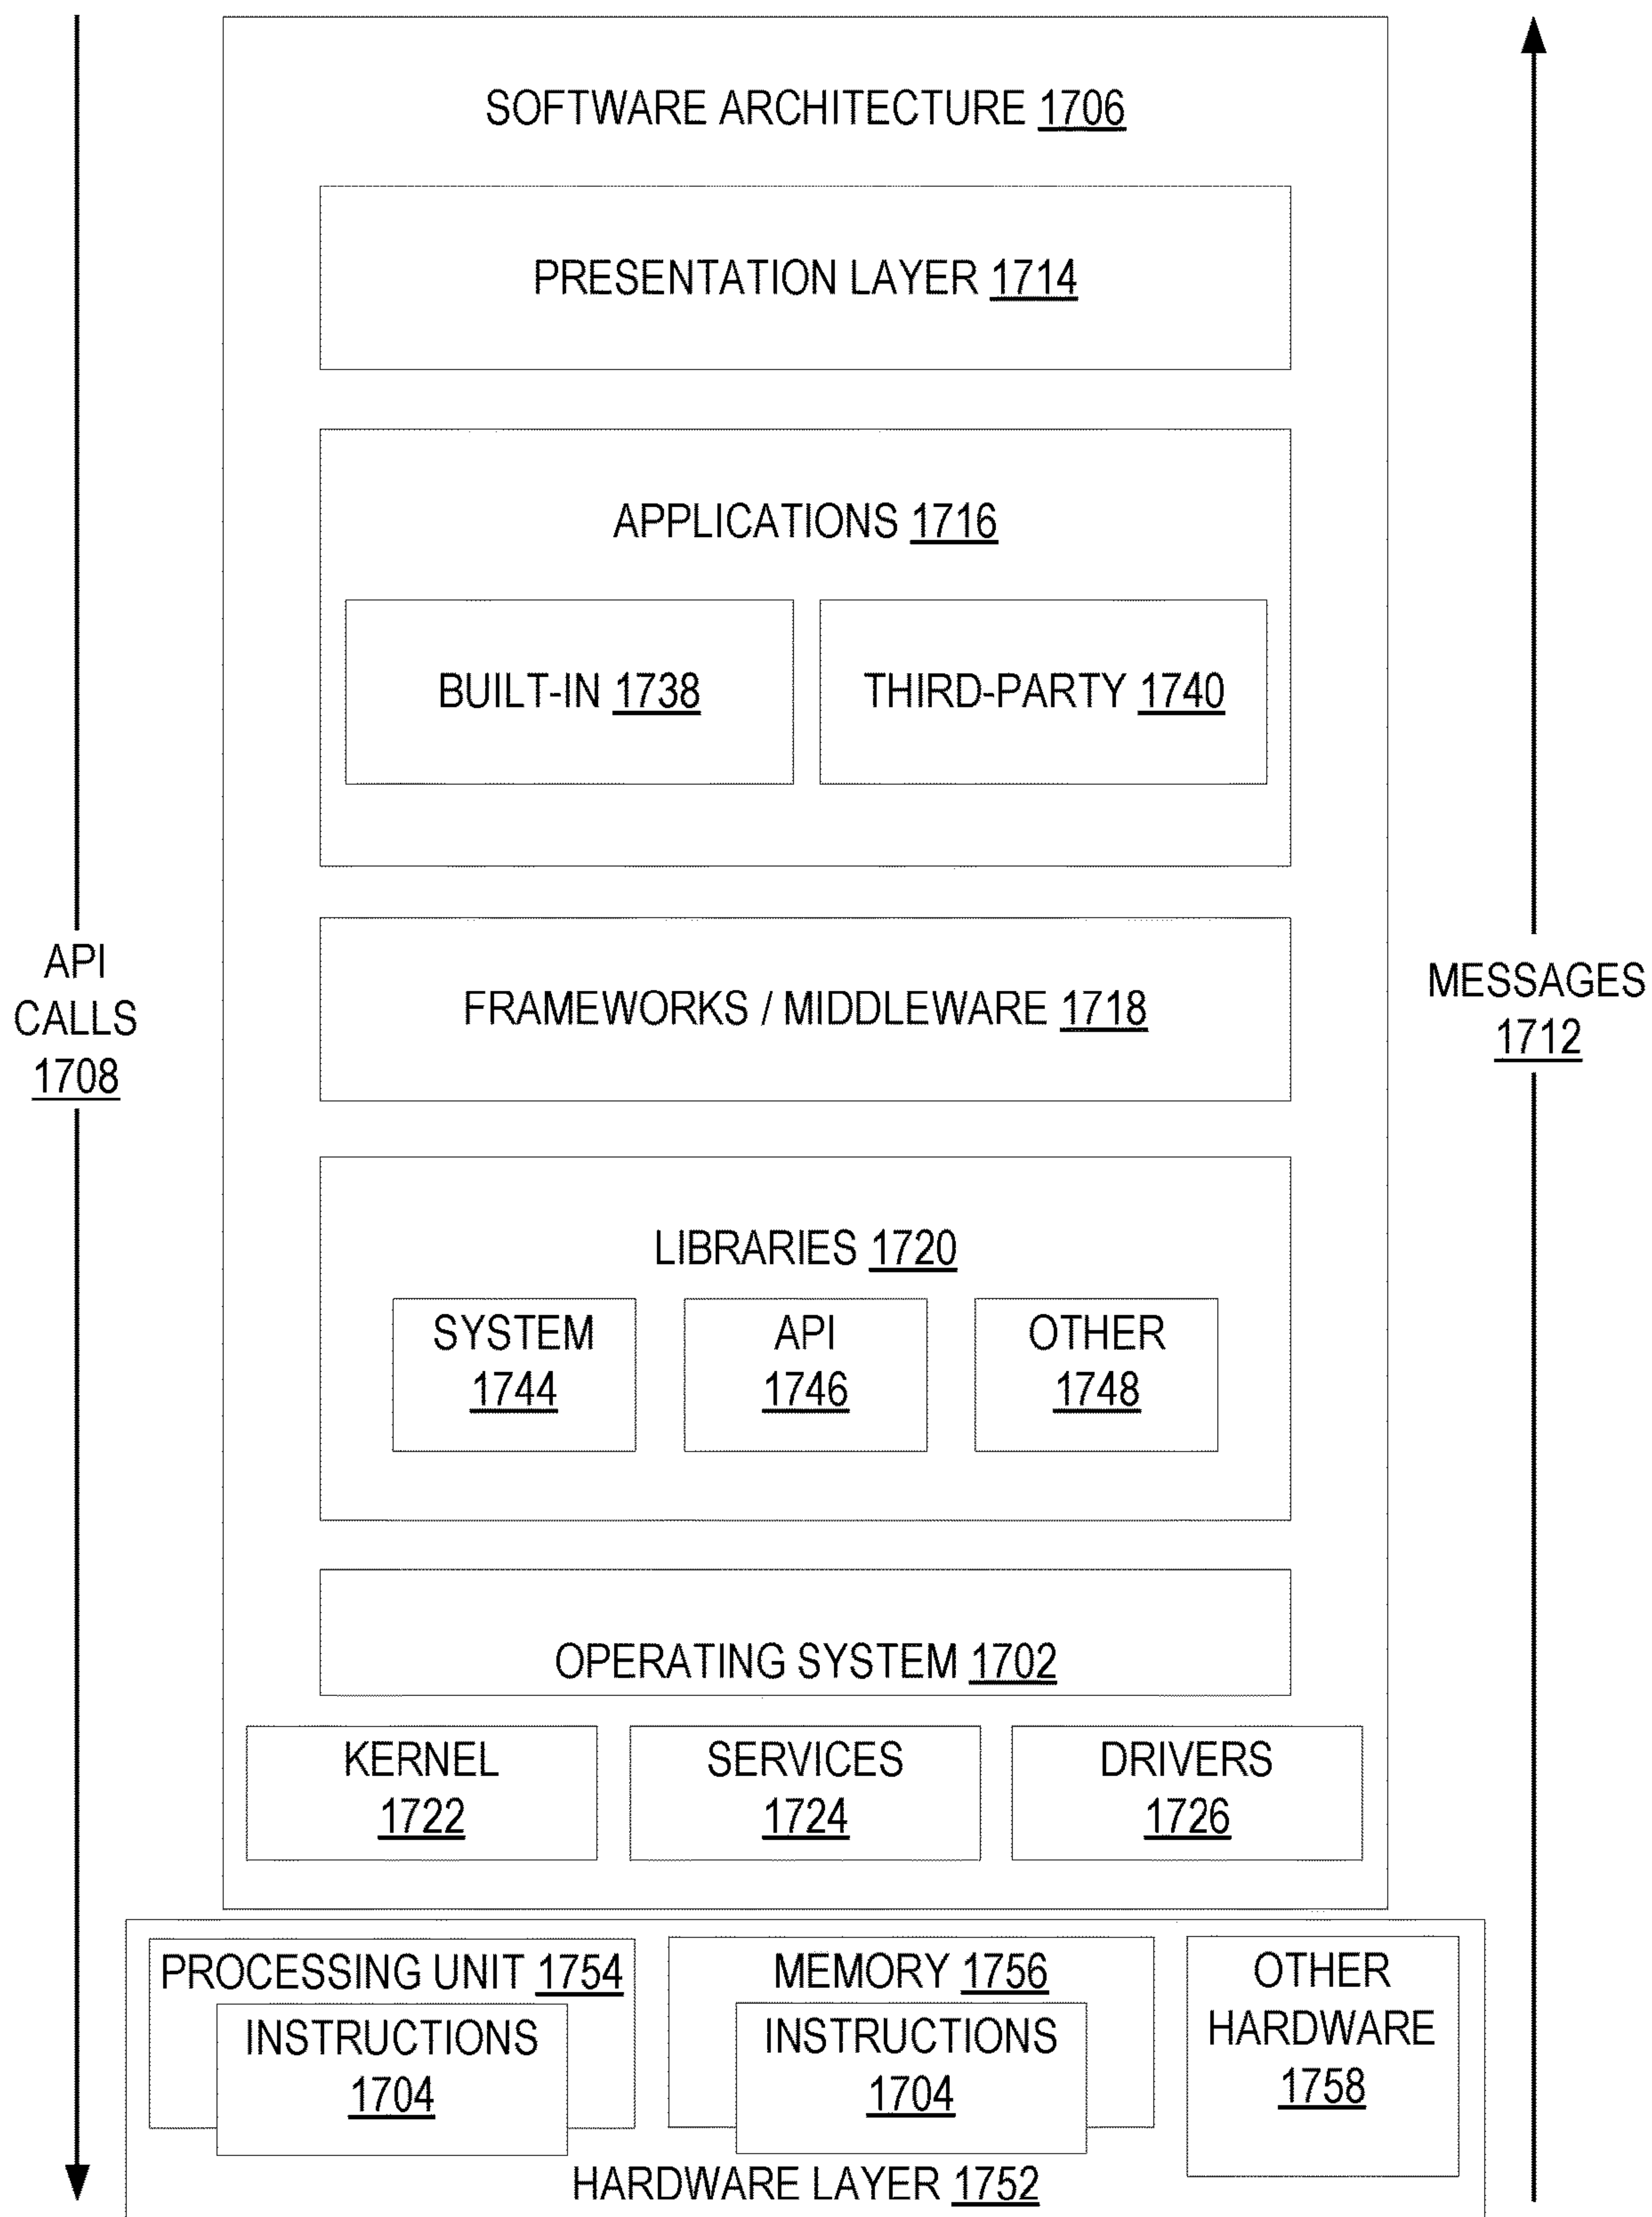 SOFTWARE ARCHITECTURE 1706
PRESENTATION LAYER 1714
APPLICATIONS 1716
BUILT-IN 1738
THIRD-PARTY 1740
API
CALLS
1708
FRAMEWORKS / MIDDLEWARE 1718
MESSAGES
1712
LIBRARIES 1720
SYSTEM
1744
API
1746
OTHER
1748
OPERATING SYSTEM 1702
KERNEL
1722
SERVICES
1724
DRIVERS
1726
PROCESSING UNIT 1754
INSTRUCTIONS
1704
MEMORY 1756
INSTRUCTIONS
1704
OTHER
HARDWARE
1758
HARDWARE LAYER 1752